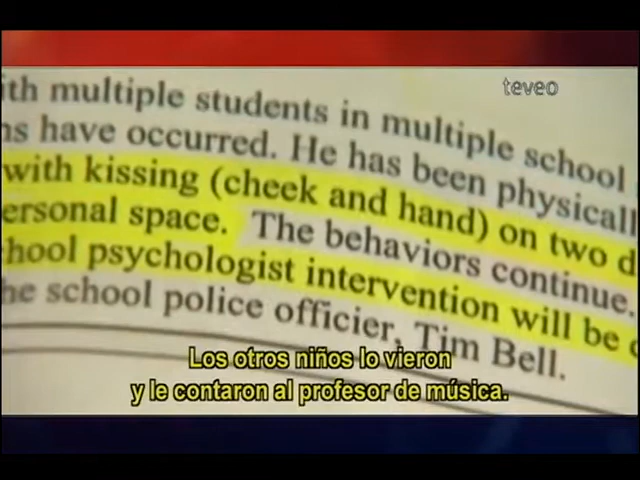 teveo
ith multiple students in multiple school
ns have occurred. He has been physicall
with kissing (cheek and hand) on two d
ersonal space. The behaviors continue.
hool psychologist intervention will be
he school police officier, Tim Bell.
Los otros niños lo vieron
y le contaron al profesor de música.